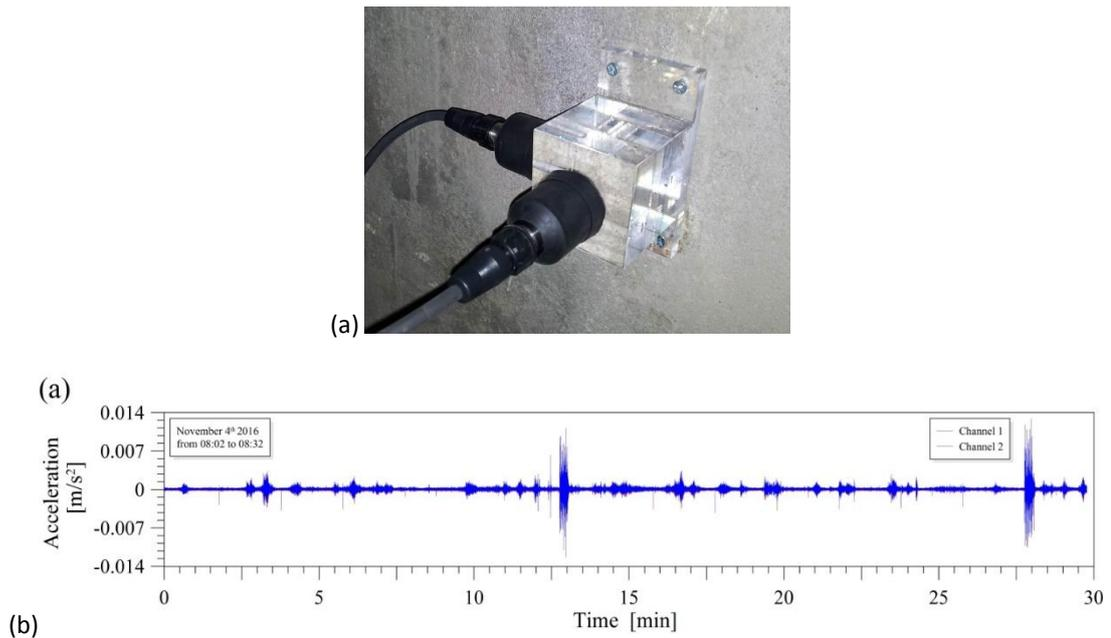 (a)
(a)
0.014
0.007
0
-0.007
-0.014
Acceleration
[m/s²]
November 4th 2016
from 08:02 to 08:32
Channel 1
Channel 2
0 5 10 15 20 25 30
Time [min]
(b)